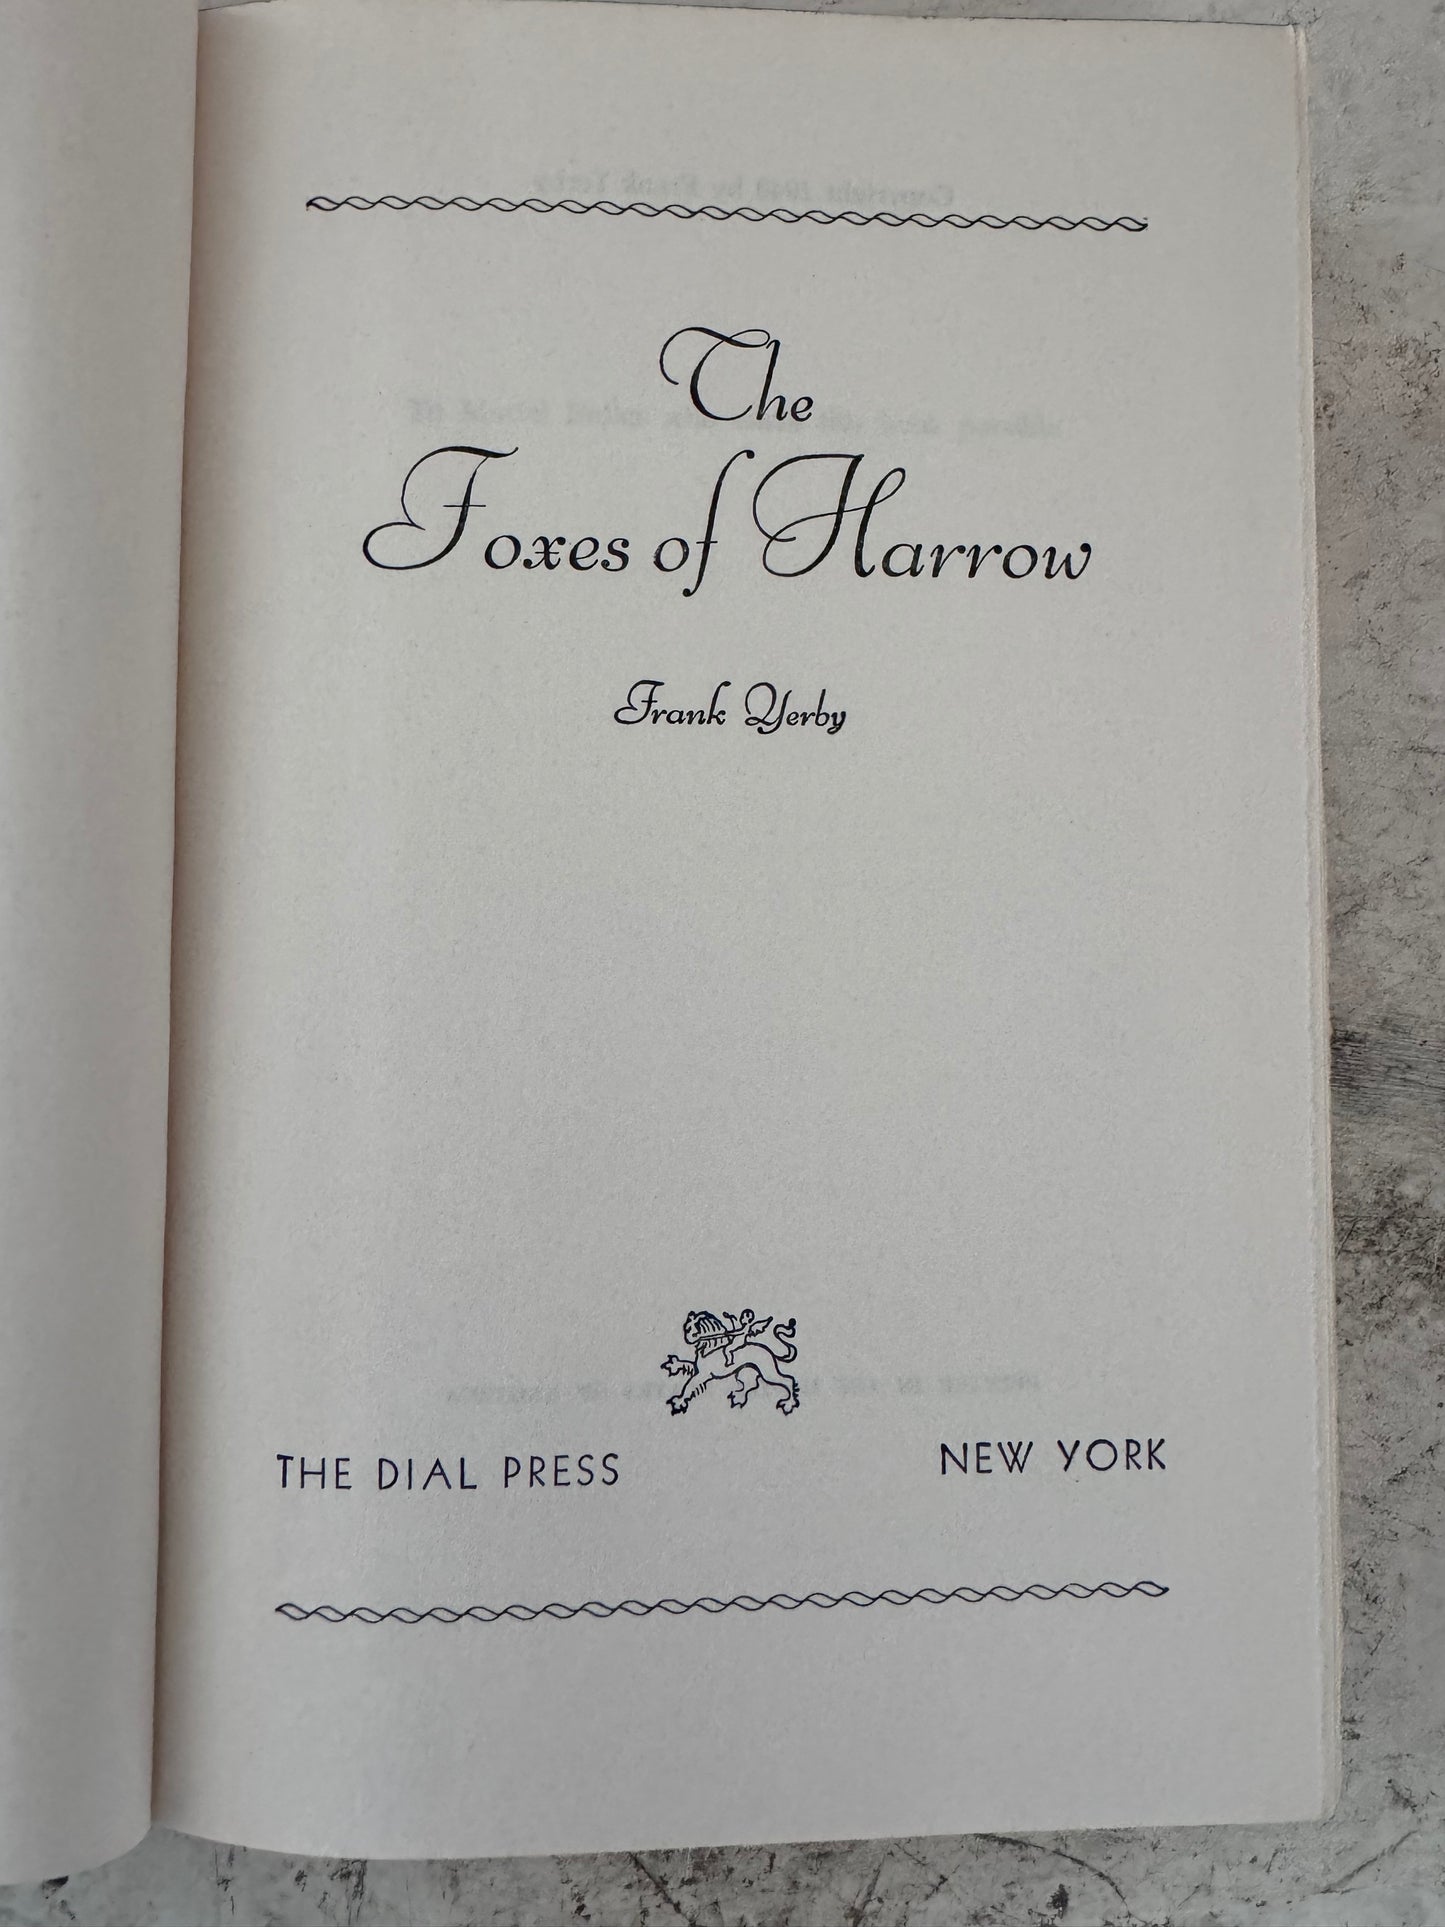 The
Foxes of Harrow
Frank Yerby
THE DIAL PRESS NEW YORK